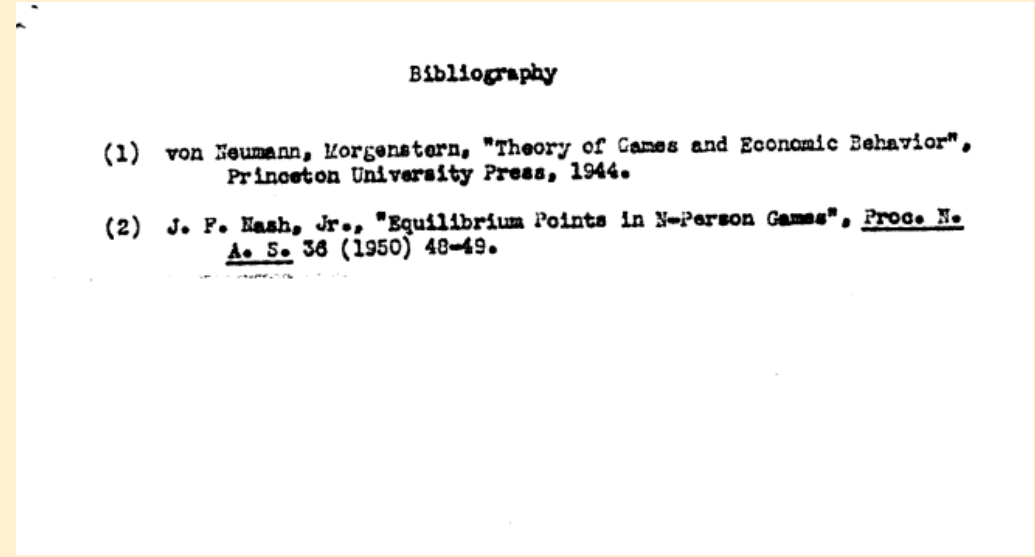 Bibliography
(1) von Neumann, Morgenstern, "Theory of Games and Economic Behavior",
Princeton University Press, 1944.
(2) J. F. Nash, Jr., "Equilibrium Points in N-Person Games", Proc. N.
A. S. 36 (1950) 48-49.